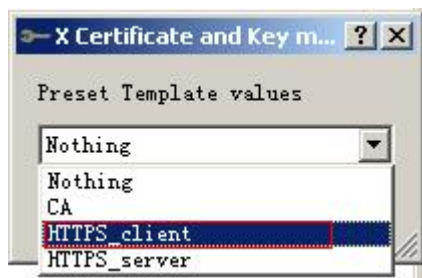 X Certificate and Key m...
Preset Template values
Nothing
Nothing
CA
HTTPS_client
HTTPS_server